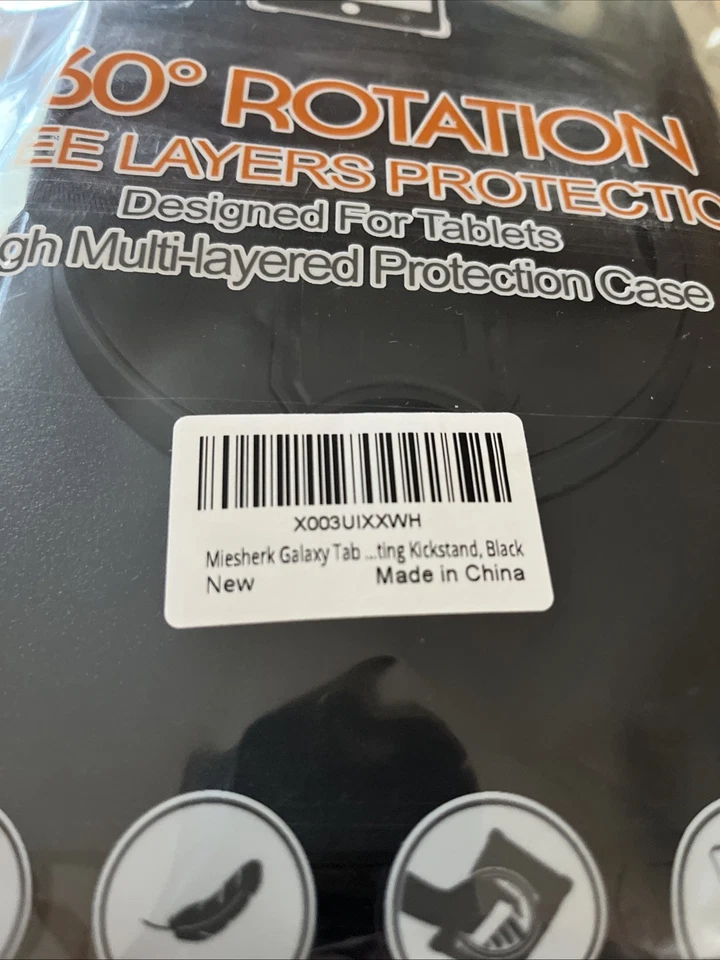 60° ROTATION
EE LAYERS PROTECTIO
Designed For Tablets
gh Multi-layered Protection Case
X003UIXXWH
Miesherk Galaxy Tab ...ting Kickstand, Black
New Made in China